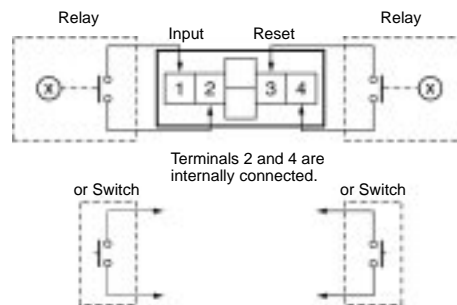 Relay
Input
Reset
Relay
X
1 2 3 4
X
Terminals 2 and 4 are
internally connected.
or Switch
or Switch